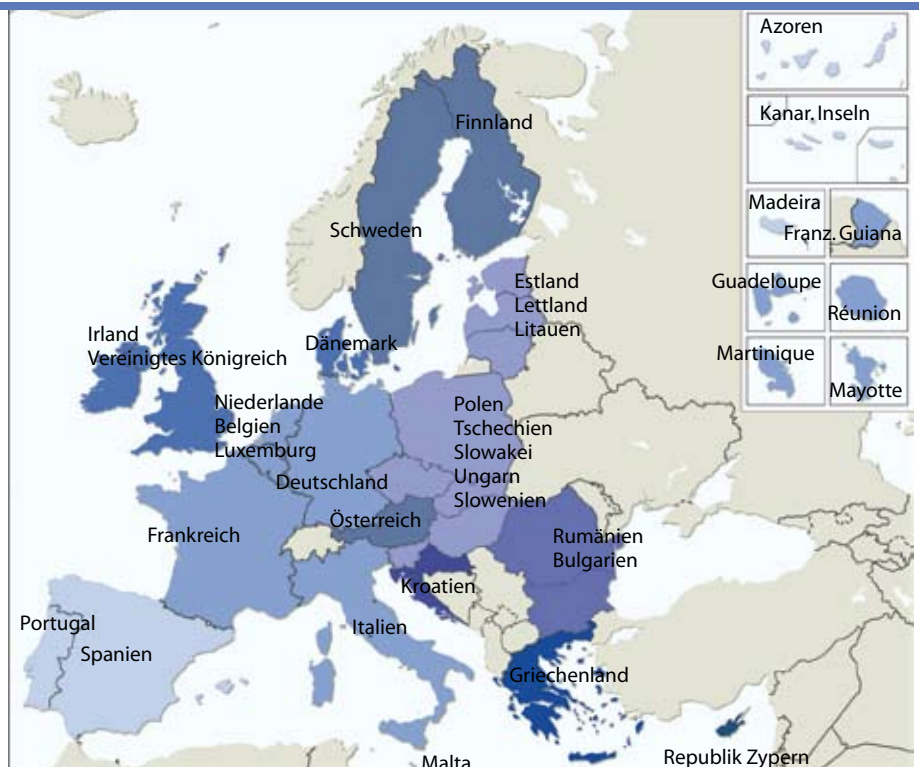 Azoren
Kanar. Inseln
Madeira
Franz. Guiana
Guadeloupe
Réunion
Martinique
Mayotte
Finnland
Schweden
Estland
Lettland
Litauen
Irland
Vereinigtes Königreich
Dänemark
Niederlande
Belgien
Luxemburg
Polen
Tschechien
Slowakei
Ungarn
Slowenien
Deutschland
Österreich
Frankreich
Rumänien
Bulgarien
Kroatien
Portugal
Spanien
Italien
Griechenland
Malta
Republik Zypern